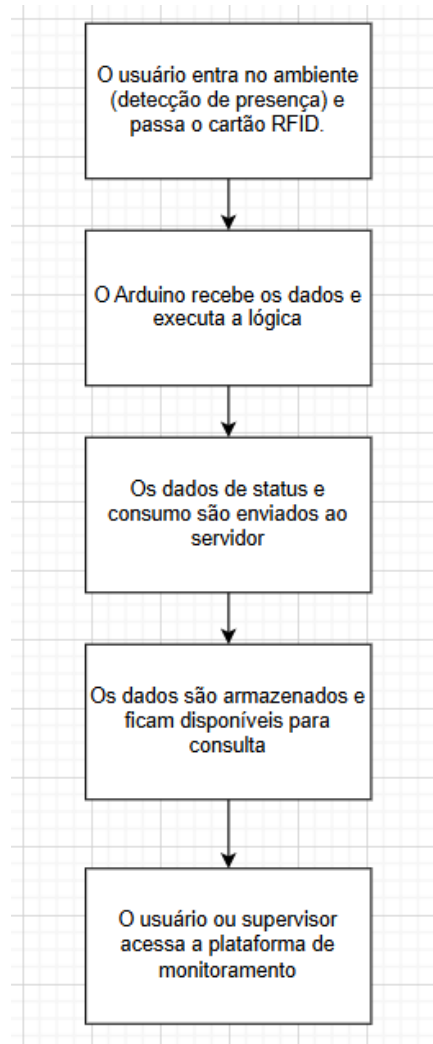 O usuário entra no ambiente
(detecção de presença) e
passa o cartão RFID.
O Arduino recebe os dados e
executa a lógica
Os dados de status e
consumo são enviados ao
servidor
Os dados são armazenados e
ficam disponíveis para
consulta
O usuário ou supervisor
acessa a plataforma de
monitoramento